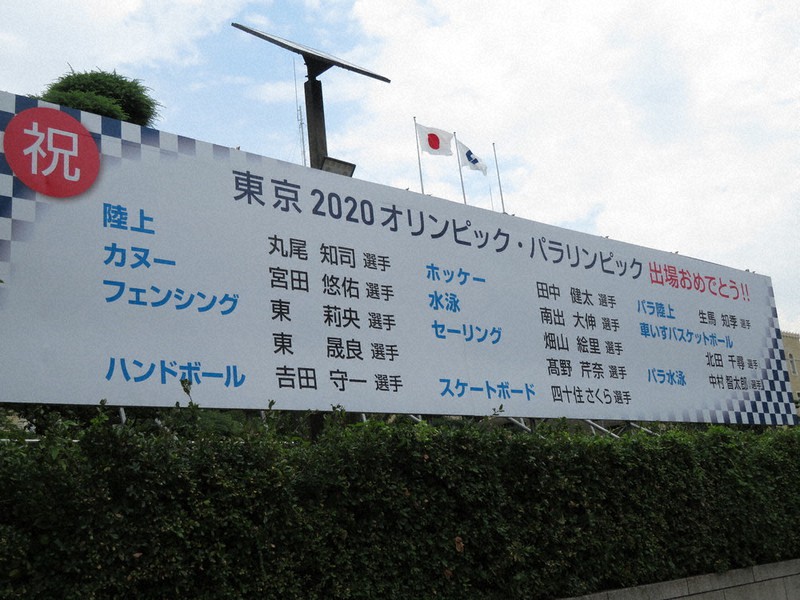 祝
東京2020オリンピック・パラリンピック 出場おめでとう!!
陸上 丸尾 知司 選手
カヌー 宮田 悠佑 選手
フェンシング 東 莉央 選手
東 晟良 選手
ハンドボール 吉田 守一 選手
ホッケー 田中 健太 選手
水泳 南出 大伸 選手
セーリング 畑山 絵里 選手
髙野 芹奈 選手
スケートボード 四十住 さくら 選手
パラ陸上 生馬 知季 選手
車いすバスケットボール
北田 千尋 選手
パラ水泳 中村 智太郎 選手